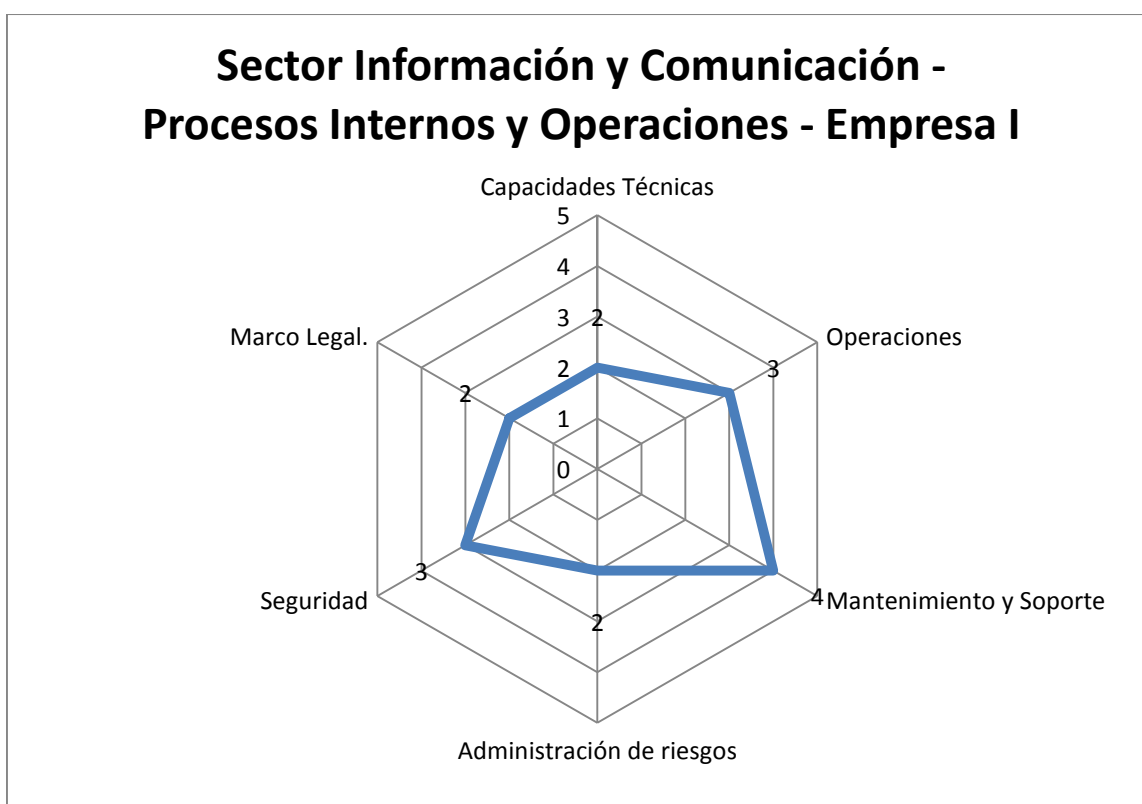 Sector Información y Comunicación -
Procesos Internos y Operaciones - Empresa I
Capacidades Técnicas
5
4
3 2
Marco Legal. Operaciones
2 2 3
1
0
Seguridad 3 4 Mantenimiento y Soporte
2
Administración de riesgos